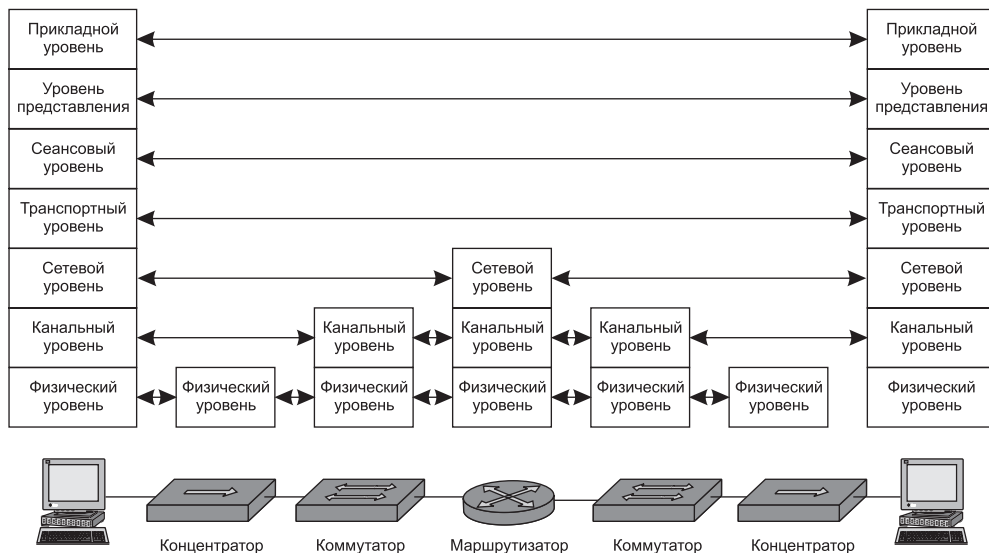 Прикладной
уровень
Прикладной
уровень
Уровень
представления
Уровень
представления
Сеансовый
уровень
Сеансовый
уровень
Транспортный
уровень
Транспортный
уровень
Сетевой
уровень
Сетевой
уровень
Сетевой
уровень
Канальный
уровень
Канальный
уровень
Канальный
уровень
Канальный
уровень
Канальный
уровень
Физический
уровень
Физический
уровень
Физический
уровень
Физический
уровень
Физический
уровень
Физический
уровень
Физический
уровень
Концентратор
Коммутатор
Маршрутизатор
Коммутатор
Концентратор